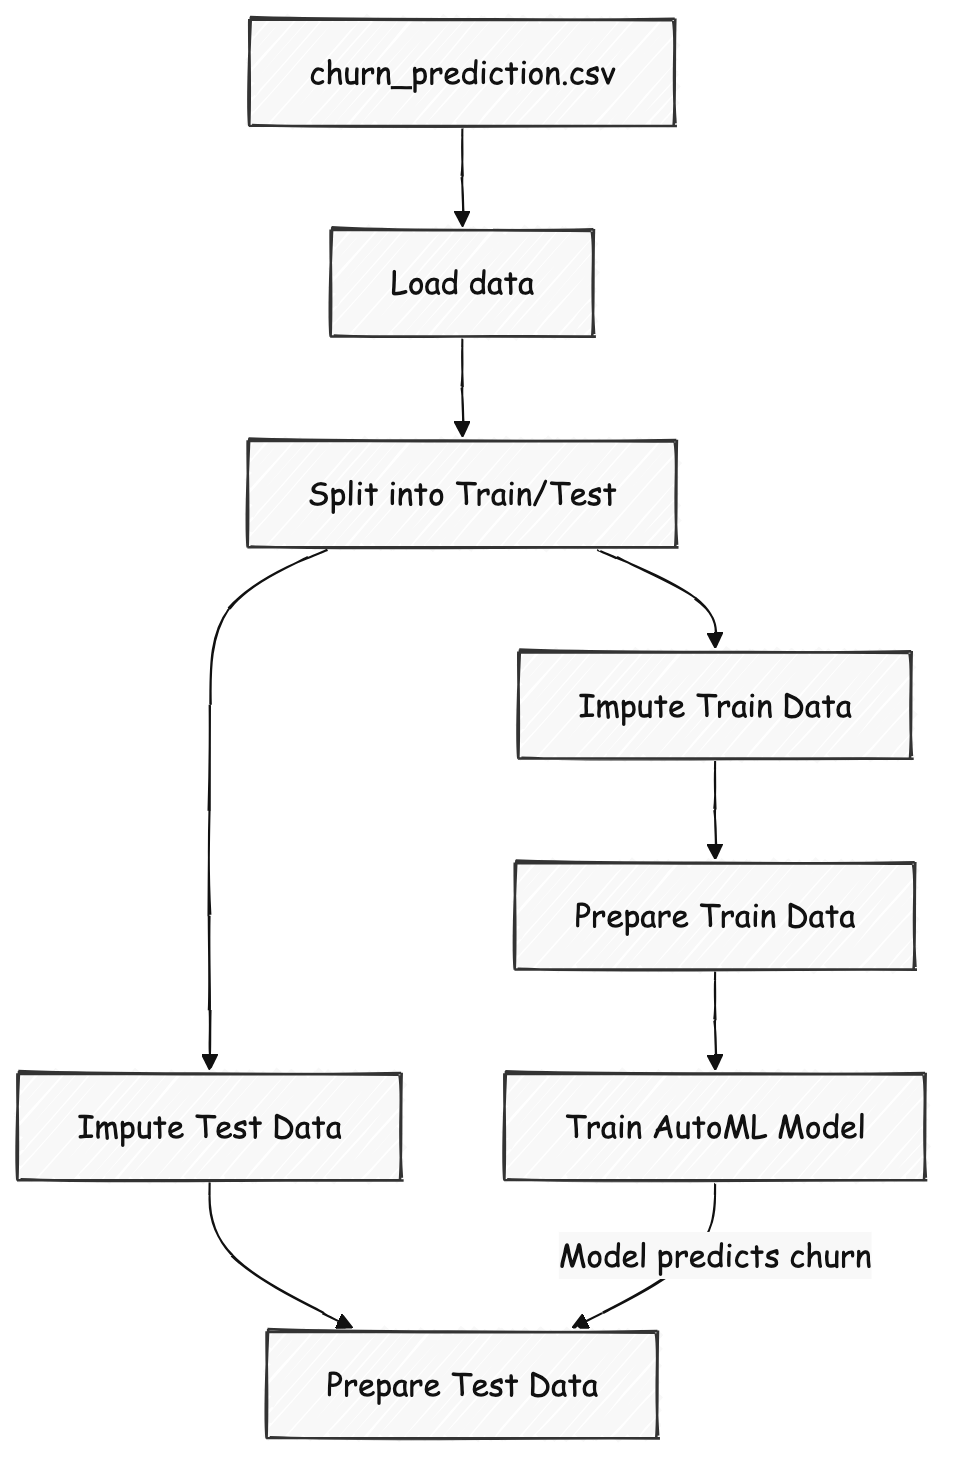 churn_prediction.csv
Load data
Split into Train/Test
Impute Train Data
Prepare Train Data
Impute Test Data
Train AutoML Model
Model predicts churn
Prepare Test Data